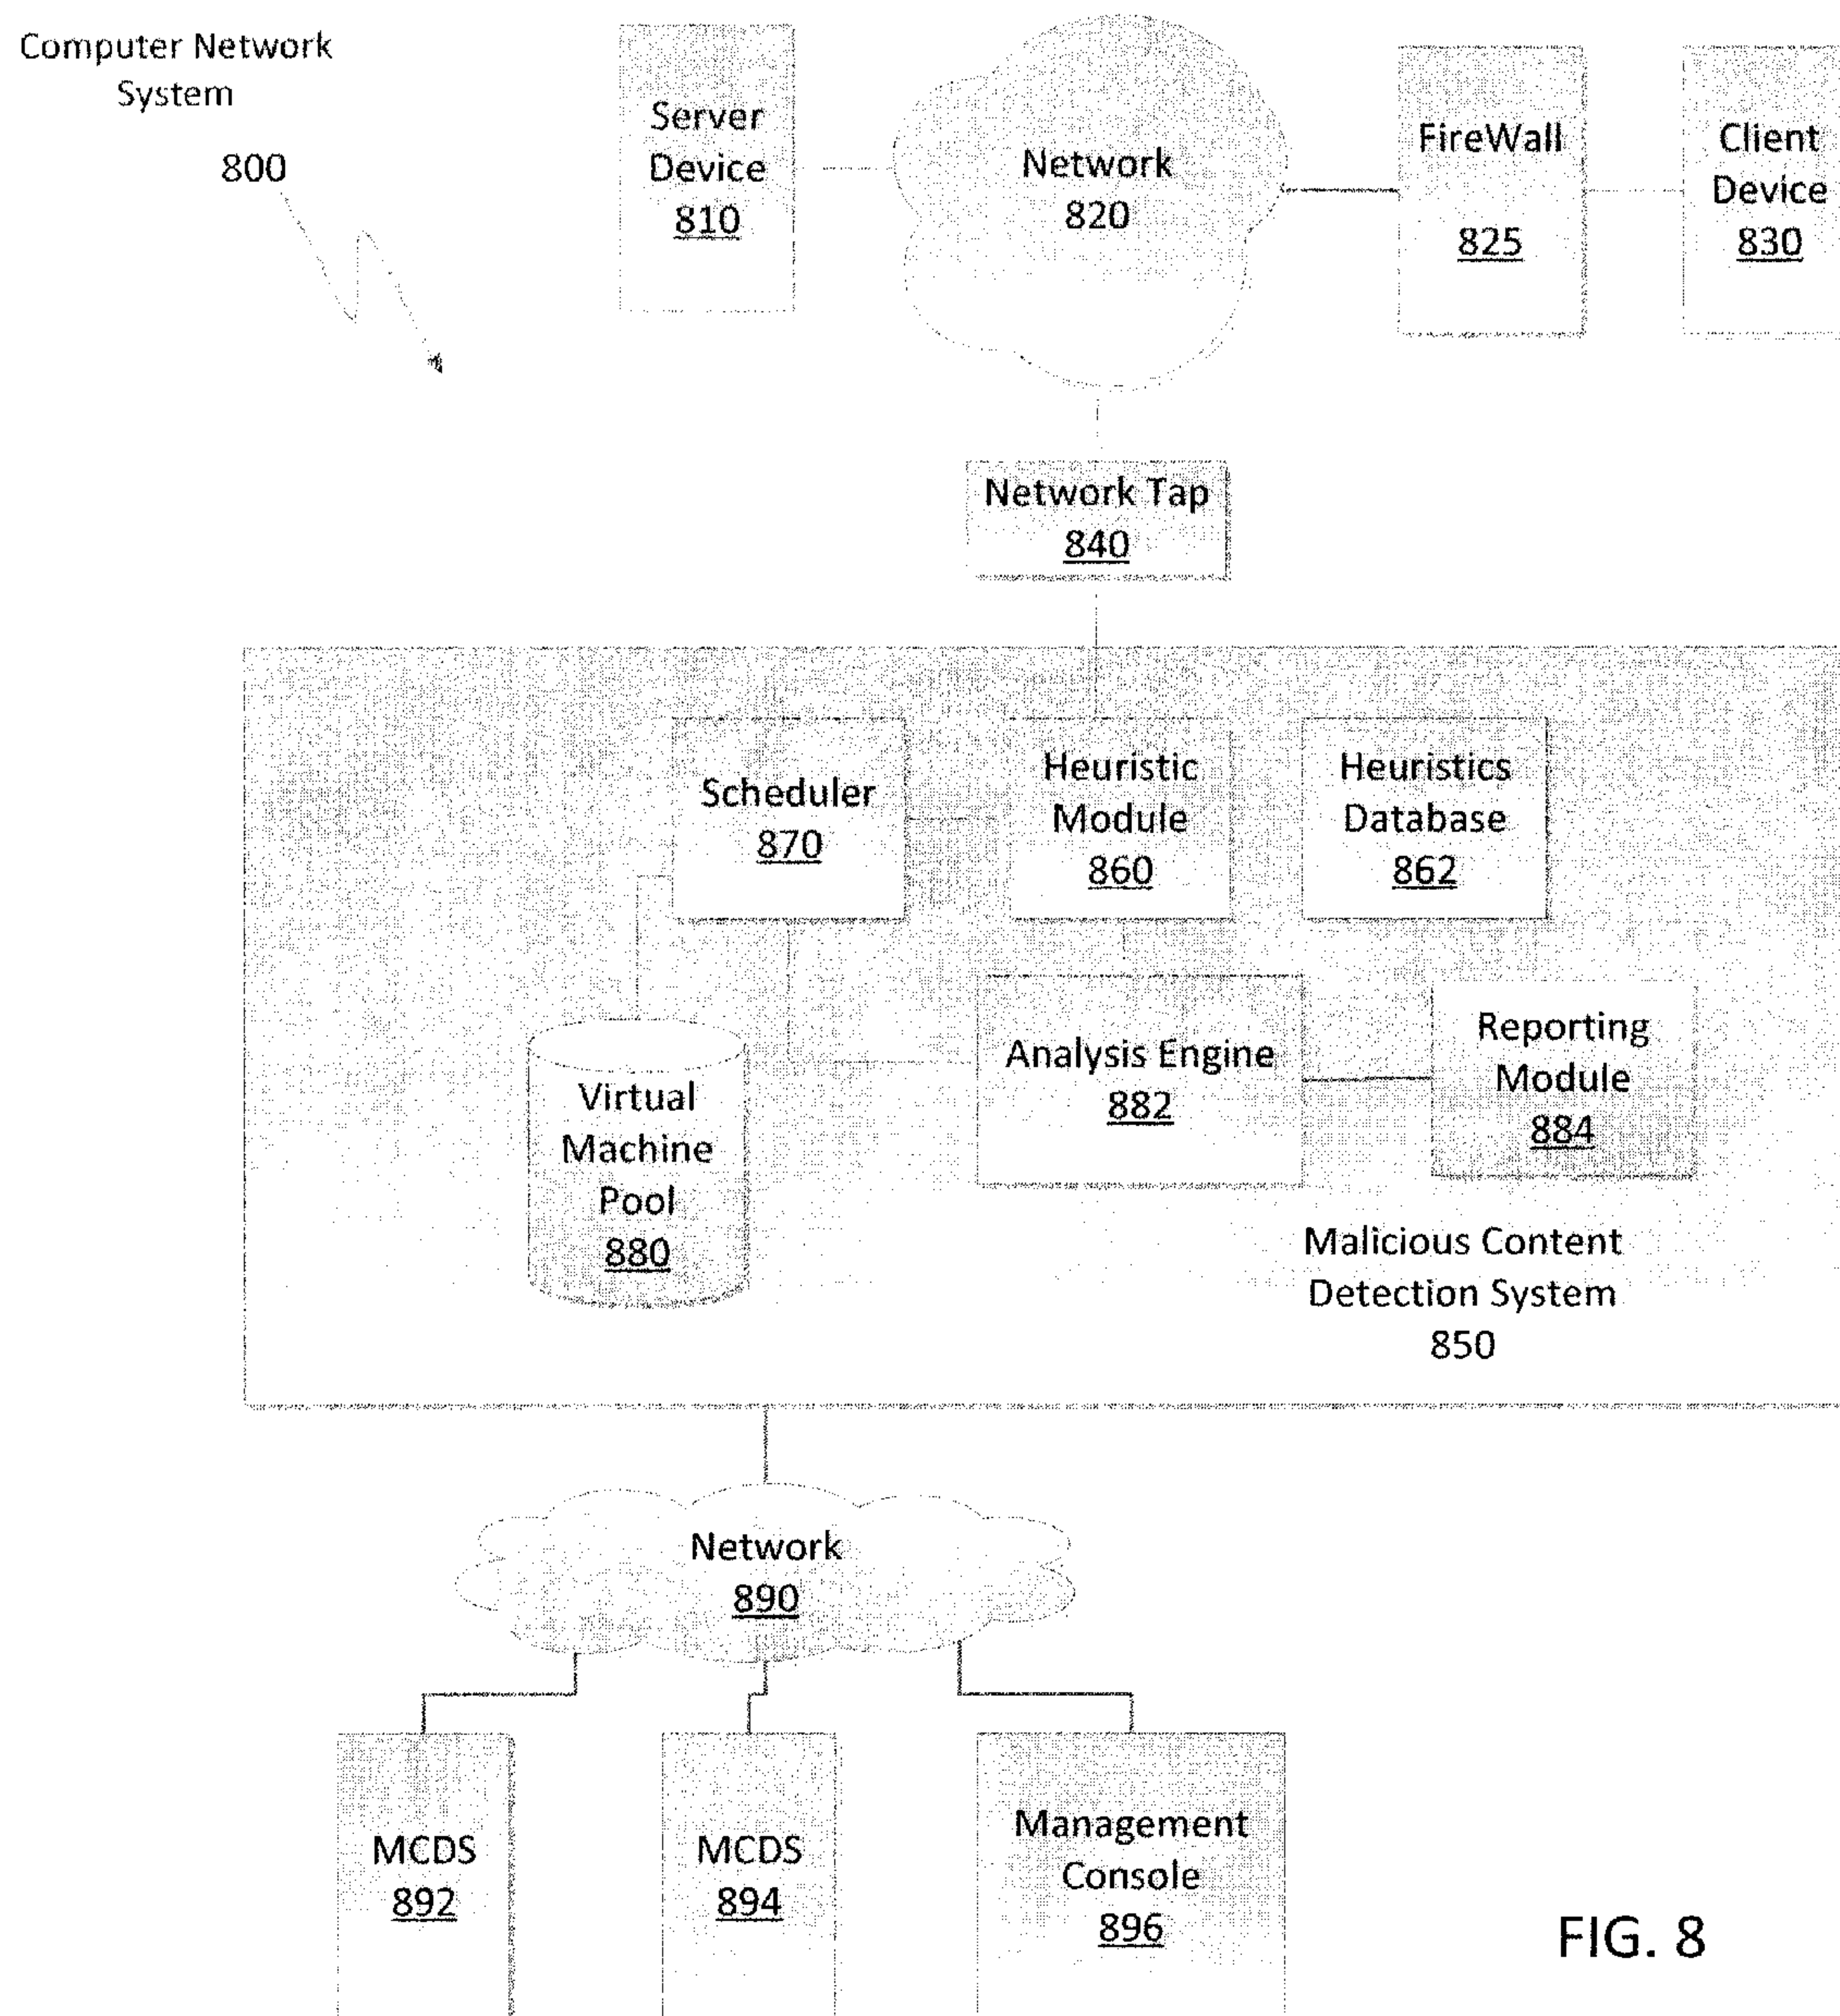 Computer Network
System
800
Server
Device
810
Network
820
FireWall
825
Client
Device
830
Network Tap
840
Scheduler
870
Heuristic
Module
860
Heuristics
Database
862
Virtual
Machine
Pool
880
Analysis Engine
882
Reporting
Module
884
Malicious Content
Detection System
850
Network
890
MCDS
892
MCDS
894
Management
Console
896
FIG. 8